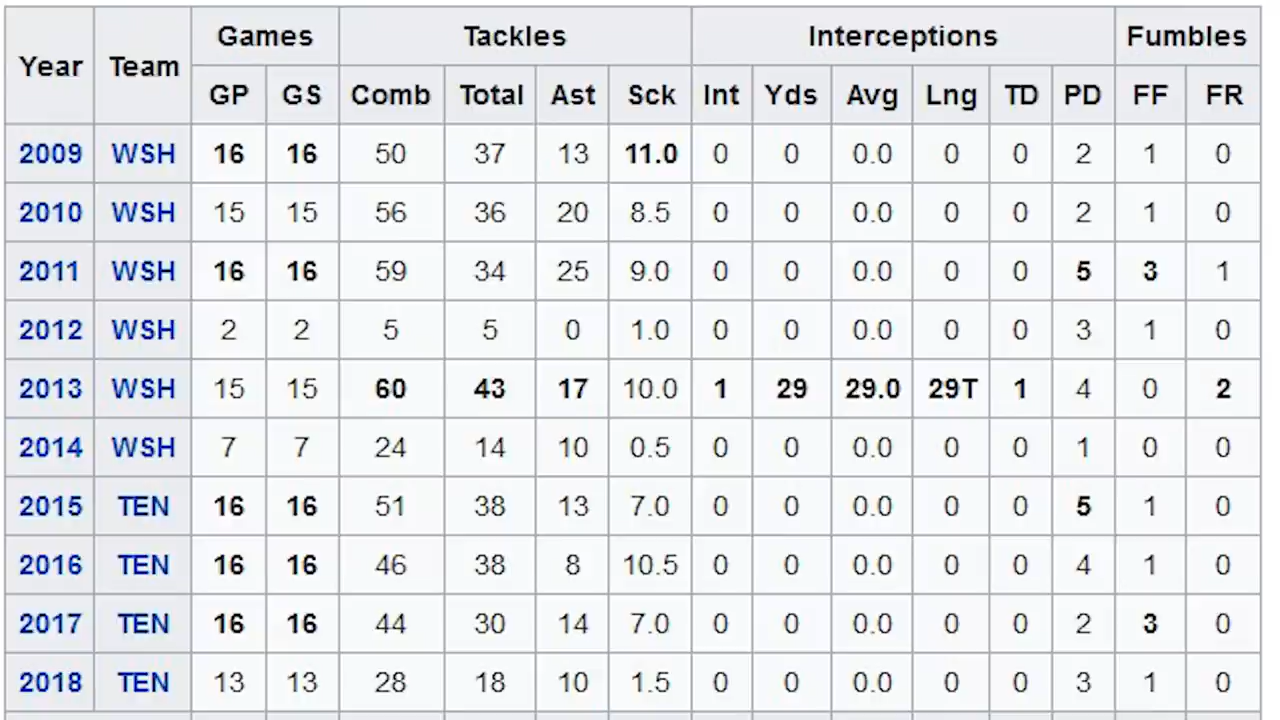 Year Team Games Tackles Interceptions Fumbles
GP GS Comb Total Ast Sck Int Yds Avg Lng TD PD FF FR
2009 WSH 16 16 50 37 13 11.0 0 0 0.0 0 0 2 1 0
2010 WSH 15 15 56 36 20 8.5 0 0 0.0 0 0 2 1 0
2011 WSH 16 16 59 34 25 9.0 0 0 0.0 0 0 5 3 1
2012 WSH 2 2 5 5 0 1.0 0 0 0.0 0 0 3 1 0
2013 WSH 15 15 60 43 17 10.0 1 29 29.0 29T 1 4 0 2
2014 WSH 7 7 24 14 10 0.5 0 0 0.0 0 0 1 0 0
2015 TEN 16 16 51 38 13 7.0 0 0 0.0 0 0 5 1 0
2016 TEN 16 16 46 38 8 10.5 0 0 0.0 0 0 4 1 0
2017 TEN 16 16 44 30 14 7.0 0 0 0.0 0 0 2 3 0
2018 TEN 13 13 28 18 10 1.5 0 0 0.0 0 0 3 1 0